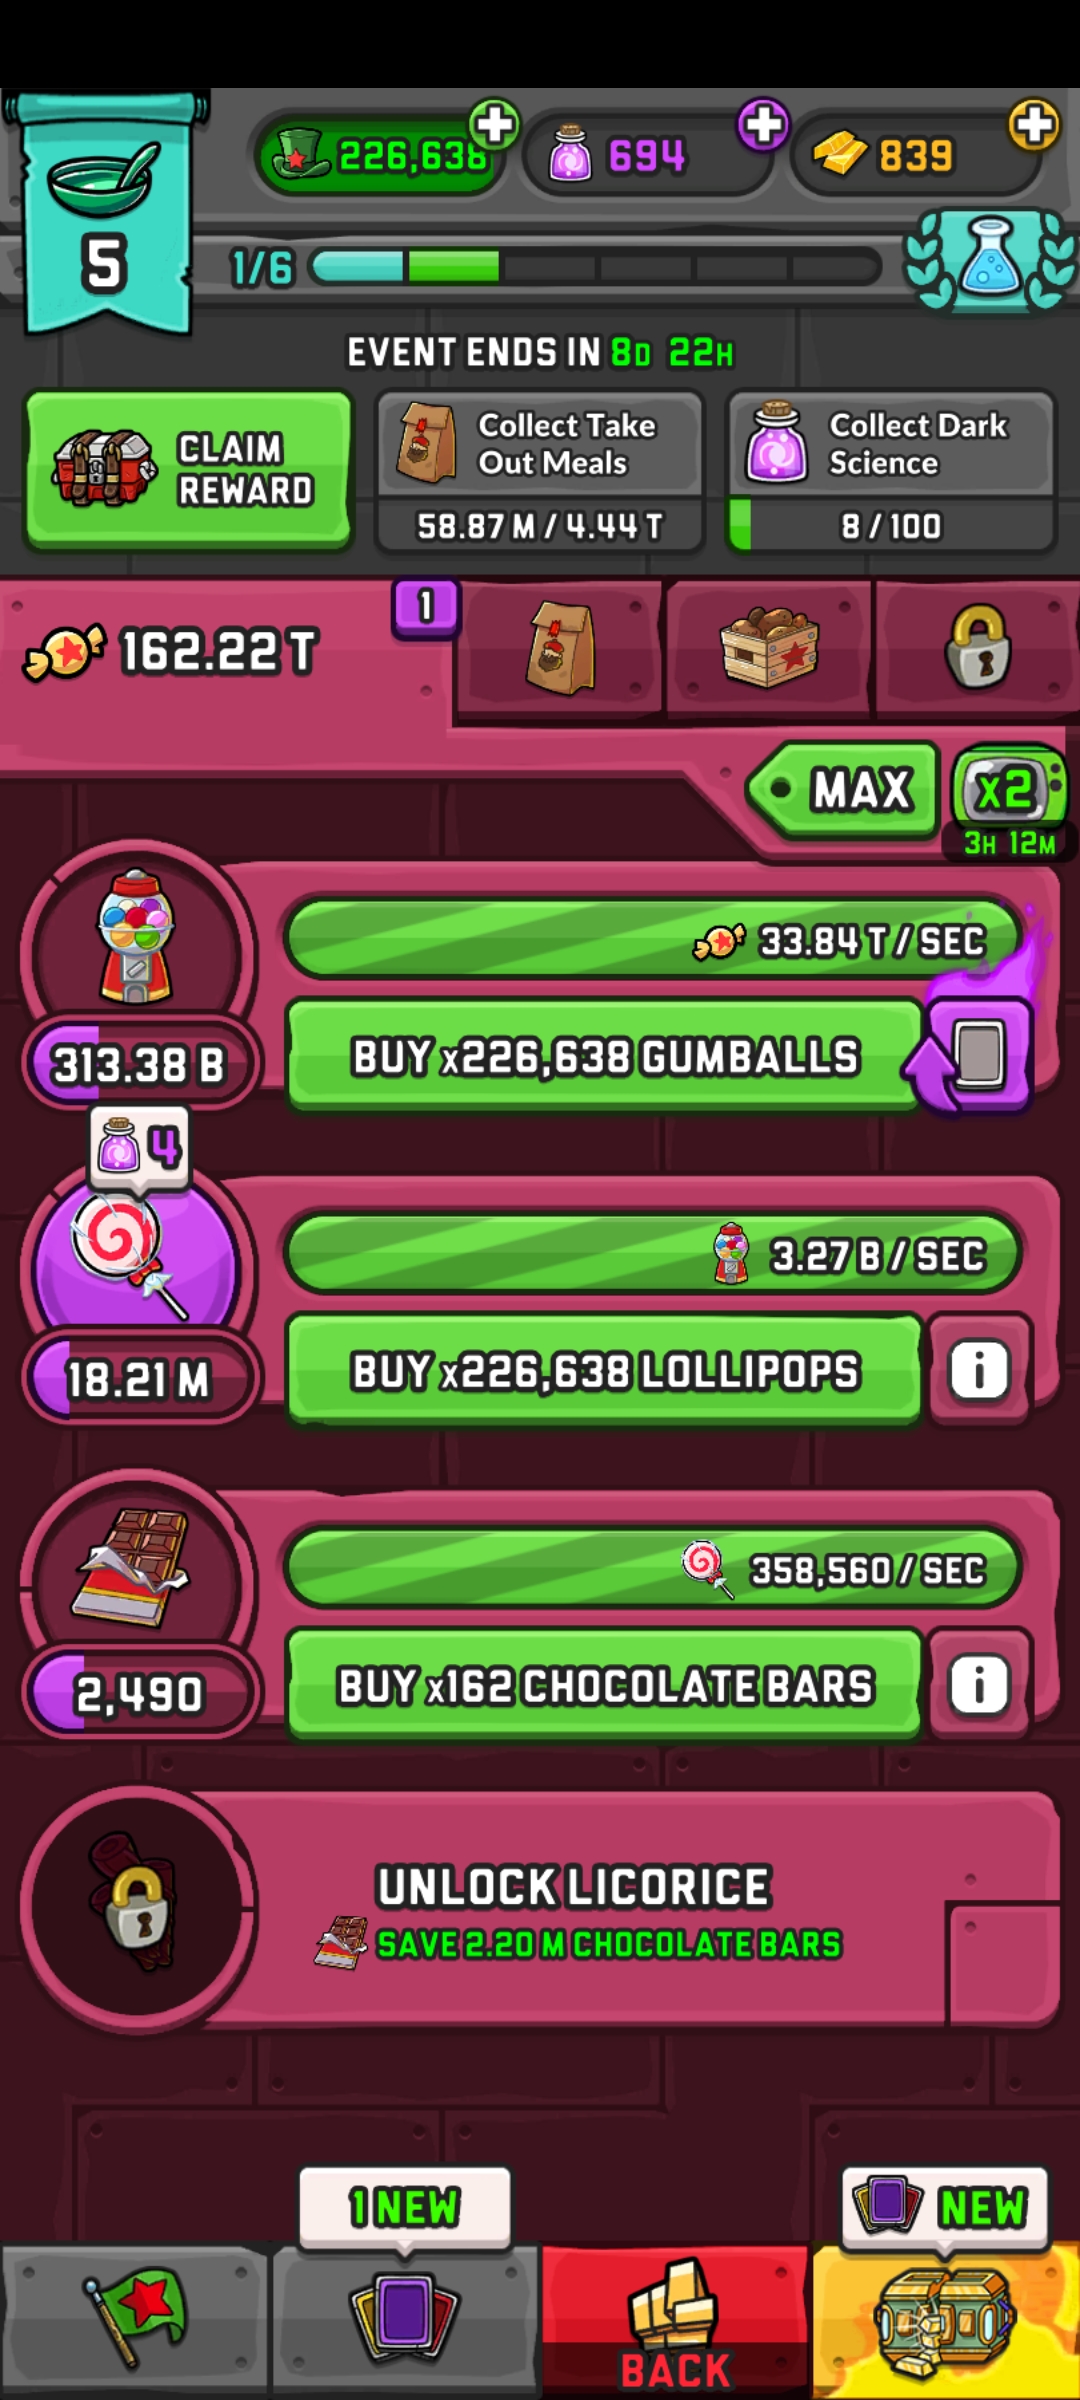 226,638
694
839
5
1/6
EVENT ENDS IN 8D 22H
CLAIM
REWARD
Collect Take
Out Meals
58.87 M / 4.44 T
Collect Dark
Science
8 / 100
162.22 T
1
MAX
x2
3H 12M
33.84 T / SEC
313.38 B
BUY x226,638 GUMBALLS
4
3.27 B / SEC
18.21 M
BUY x226,638 LOLLIPOPS
i
358,560 / SEC
2,490
BUY x162 CHOCOLATE BARS
i
UNLOCK LICORICE
SAVE 2.20 M CHOCOLATE BARS
1 NEW
NEW
BACK